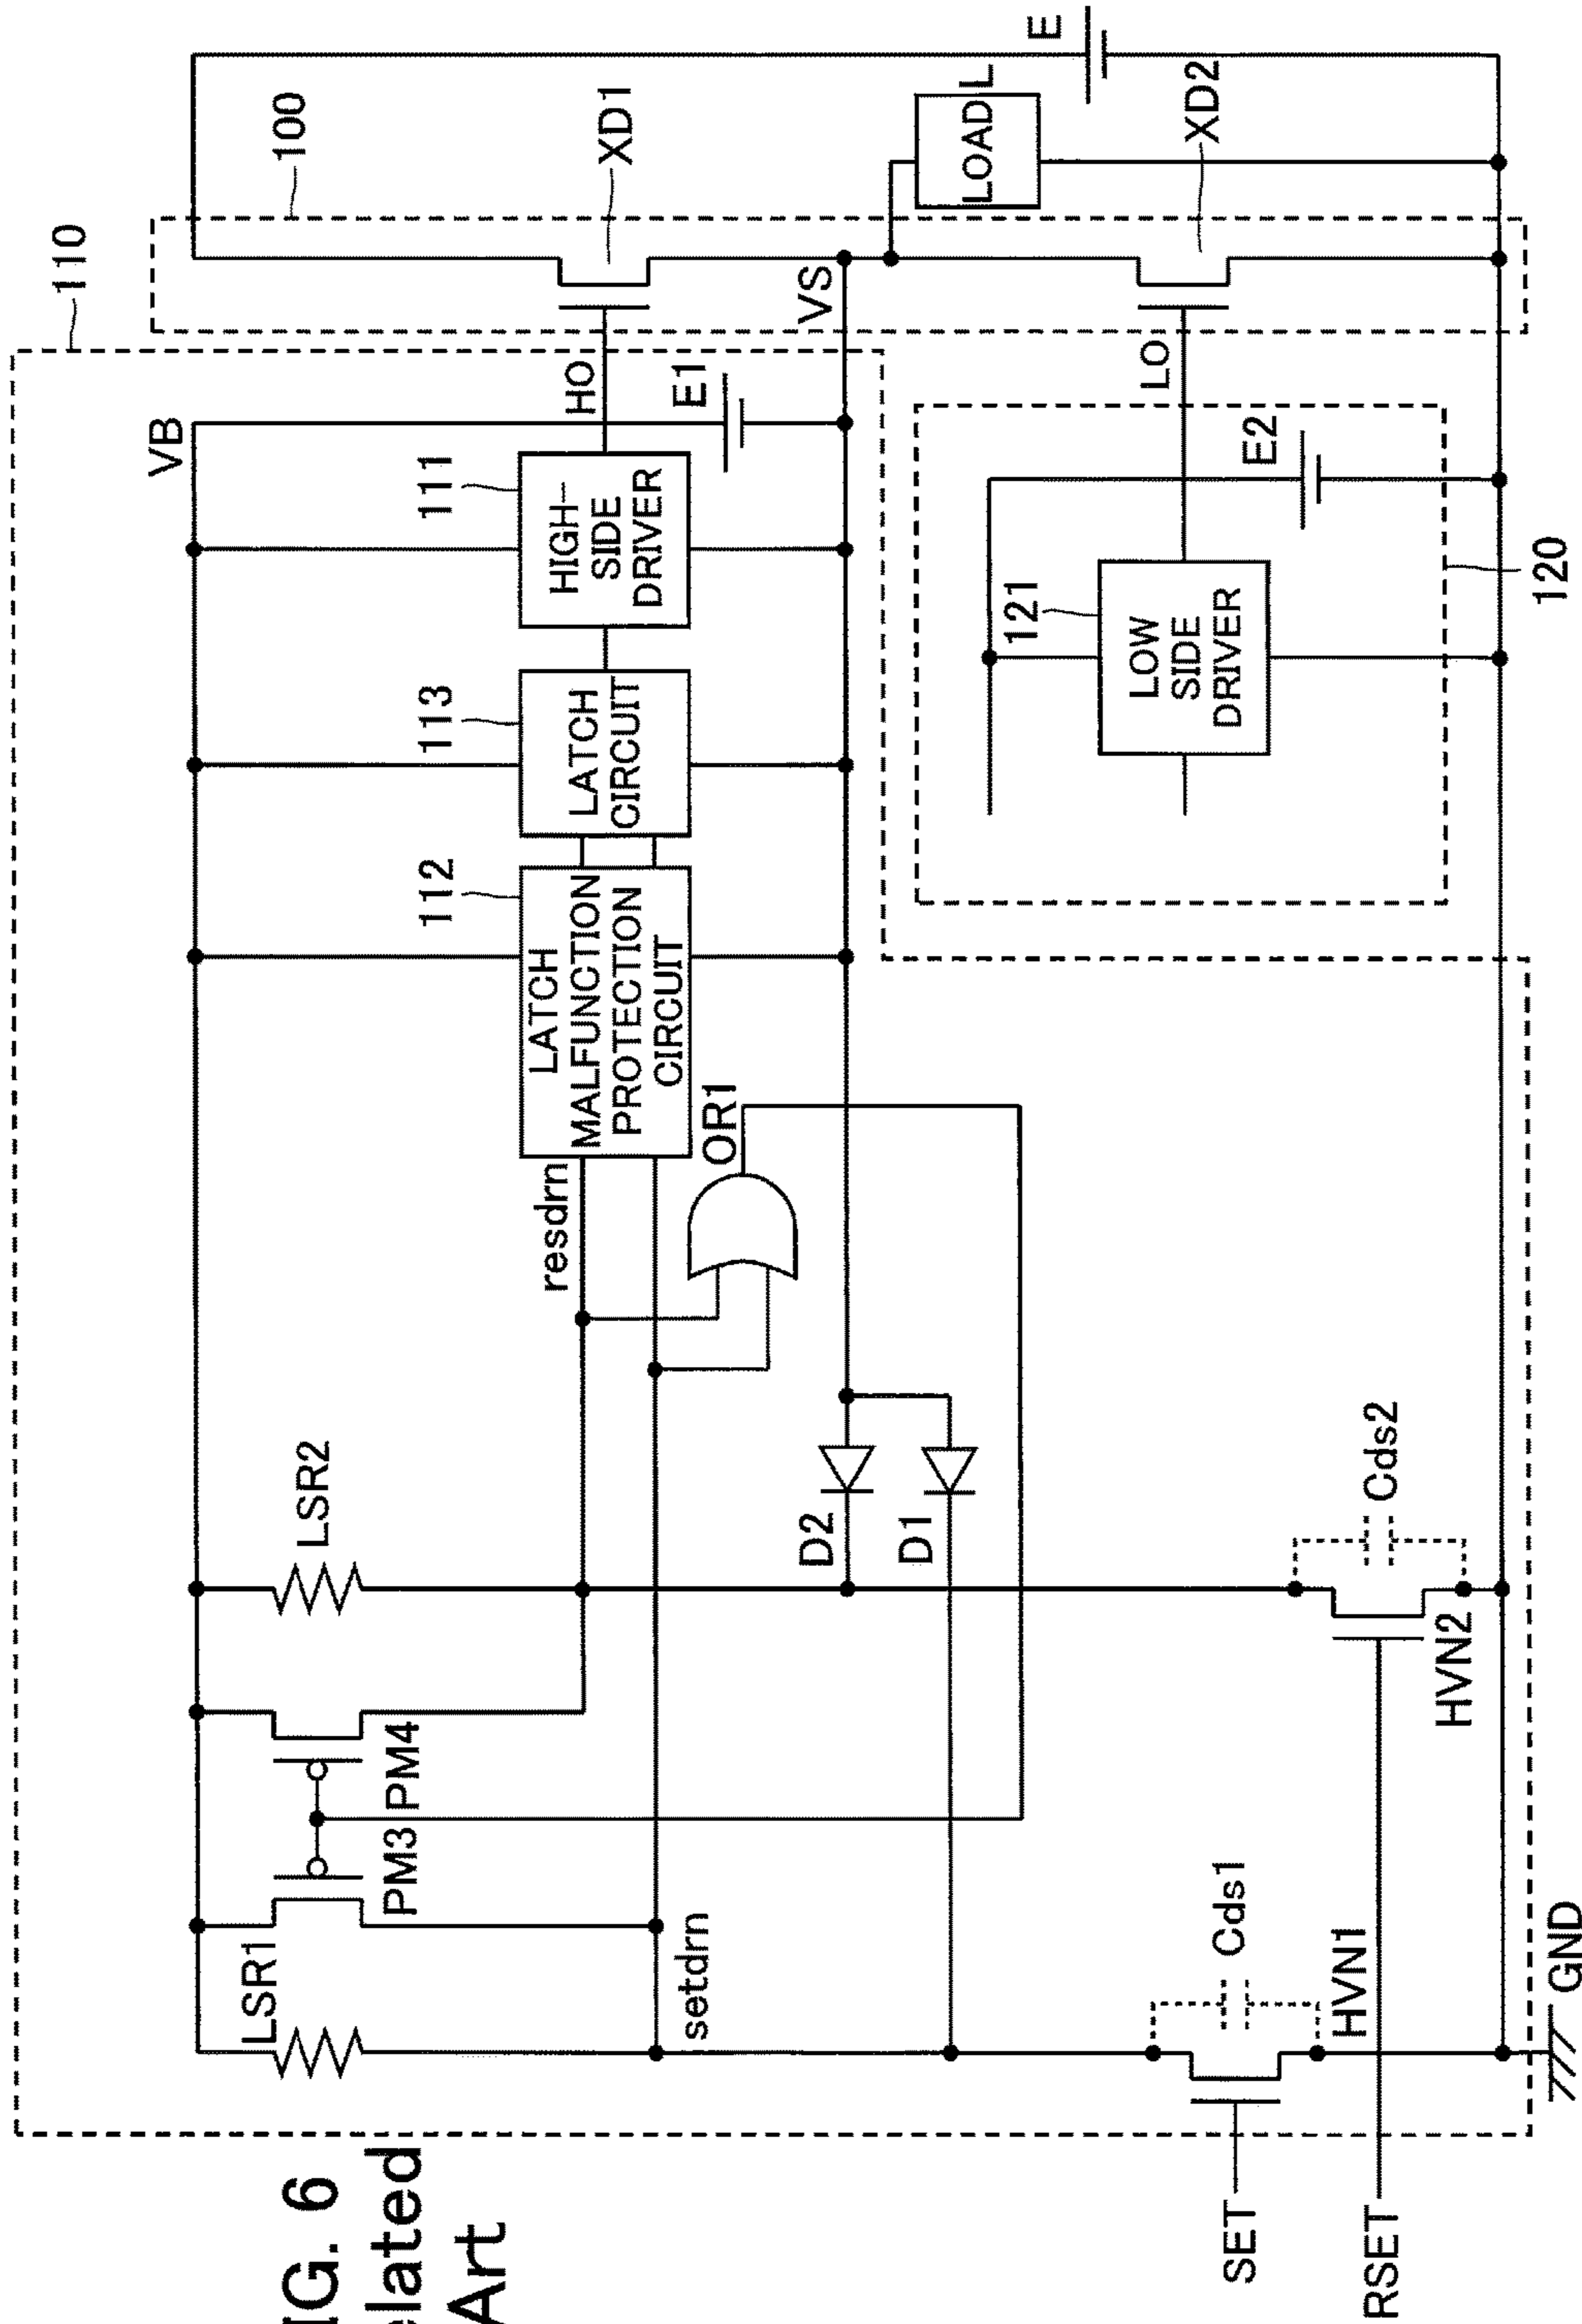 IG. 6
elated
Art
110
100
VB
HO
E1
E
111
HIGH-
SIDE
DRIVER
XD1
VS
LOAD
L
113
LATCH
CIRCUIT
112
LATCH
MALFUNCTION
PROTECTION
CIRCUIT
resdrn
OR1
LSR2
PM4
PM3
LSR1
setdrn
D2
D1
LO
XD2
E2
121
LOW
SIDE
DRIVER
120
Cds2
HVN2
Cds1
HVN1
SET
RSET
GND